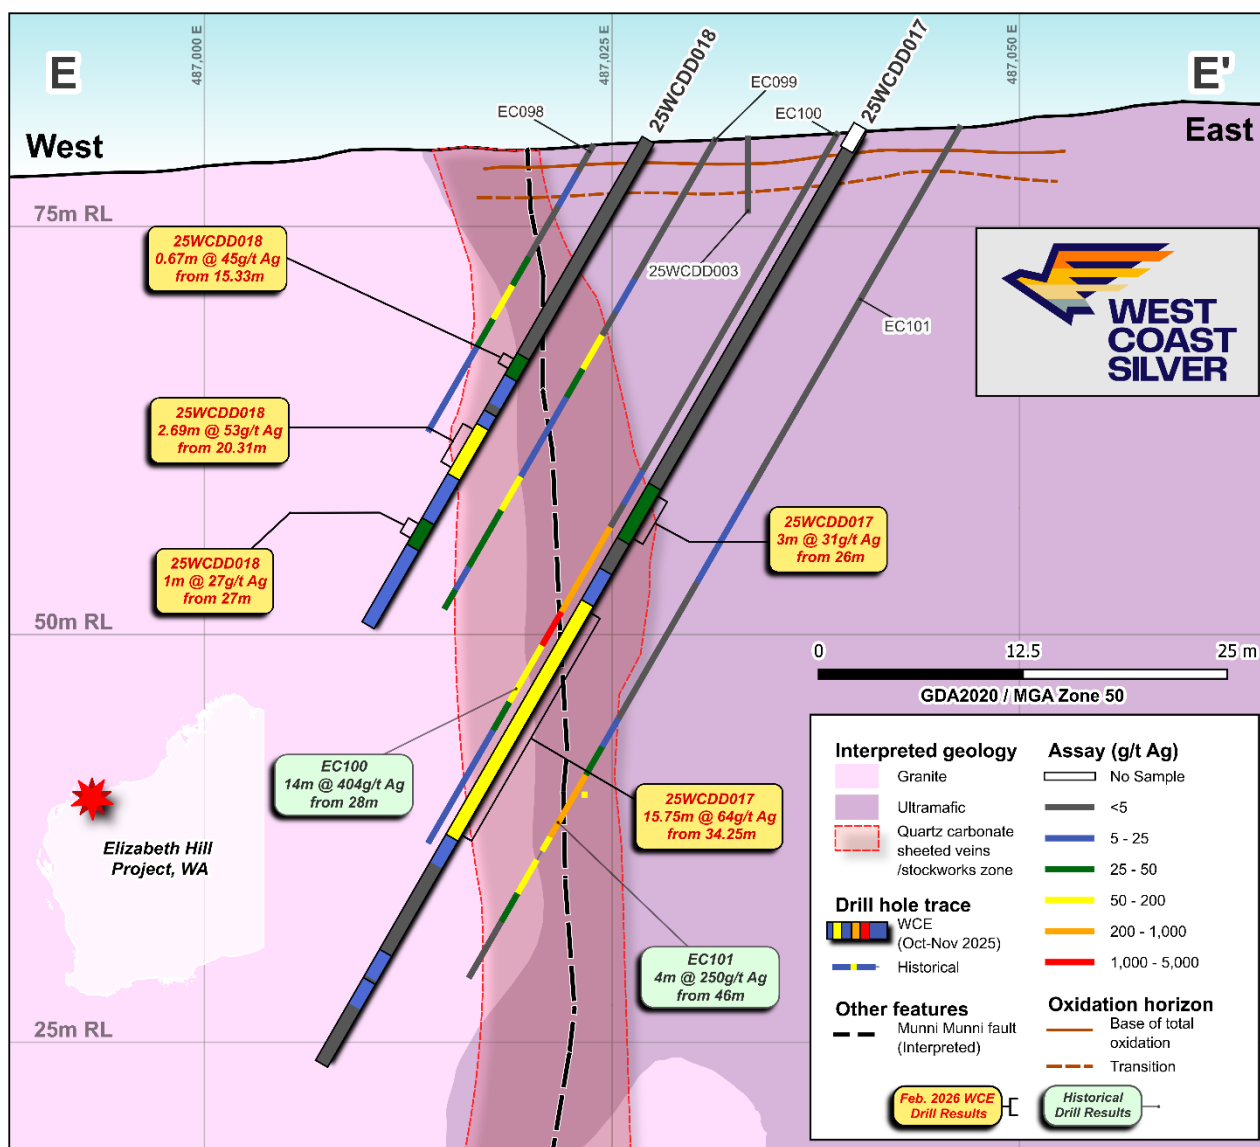 E
E'
West
East
487,000 E
487,025 E
487,050 E
25WCDD018
25WCDD017
EC098
EC099
EC100
25WCDD003
EC101
75m RL
50m RL
25m RL
25WCDD018
0.67m @ 45g/t Ag
from 15.33m
25WCDD018
2.69m @ 53g/t Ag
from 20.31m
25WCDD018
1m @ 27g/t Ag
from 27m
25WCDD017
3m @ 31g/t Ag
from 26m
EC100
14m @ 404g/t Ag
from 28m
25WCDD017
15.75m @ 64g/t Ag
from 34.25m
EC101
4m @ 250g/t Ag
from 46m
Elizabeth Hill
Project, WA
WEST
COAST
SILVER
0 12.5 25 m
GDA2020 / MGA Zone 50
Interpreted geology
Granite
Ultramafic
Quartz carbonate
sheeted veins
/stockworks zone
Drill hole trace
WCE
(Oct-Nov 2025)
Historical
Other features
Munni Munni fault
(Interpreted)
Assay (g/t Ag)
No Sample
<5
5 - 25
25 - 50
50 - 200
200 - 1,000
1,000 - 5,000
Oxidation horizon
Base of total
oxidation
Transition
Feb. 2026 WCE
Drill Results
Historical
Drill Results